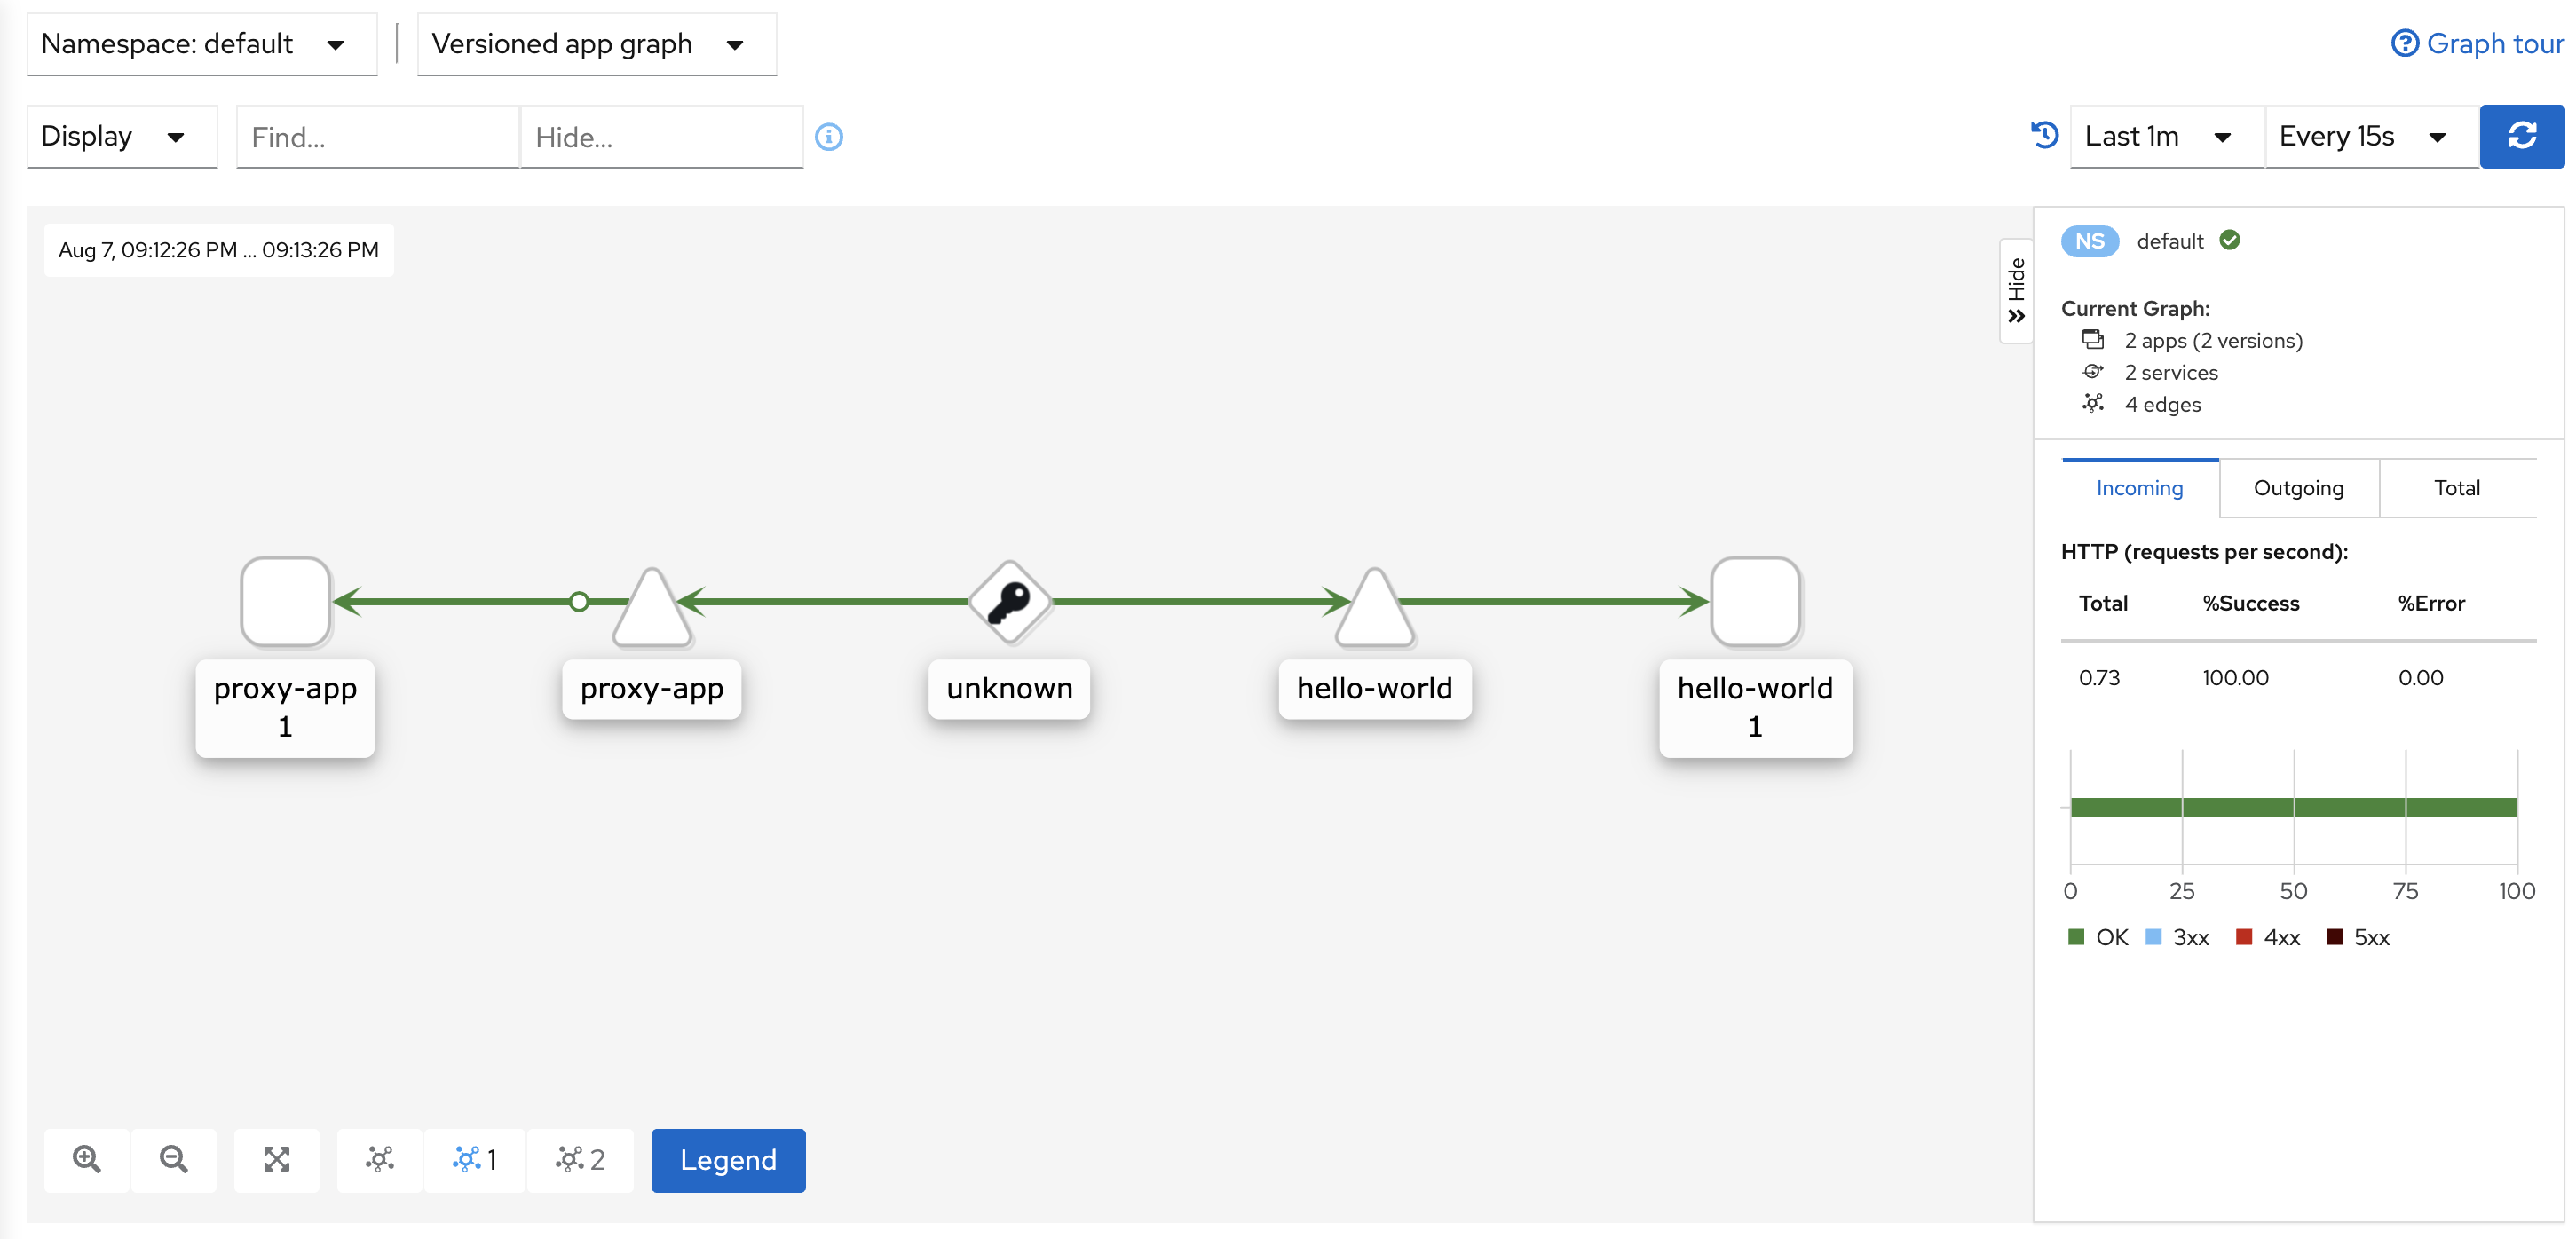 Namespace: default
Versioned app graph
Graph tour
Display
Find...
Hide...
Last 1m
Every 15s
Aug 7, 09:12:26 PM ... 09:13:26 PM
Hide
NS default
Current Graph:
2 apps (2 versions)
2 services
4 edges
Incoming
Outgoing
Total
HTTP (requests per second):
Total %Success %Error
0.73 100.00 0.00
0 25 50 75 100
OK 3xx 4xx 5xx
proxy-app
1
proxy-app
unknown
hello-world
hello-world
1
1
2
Legend